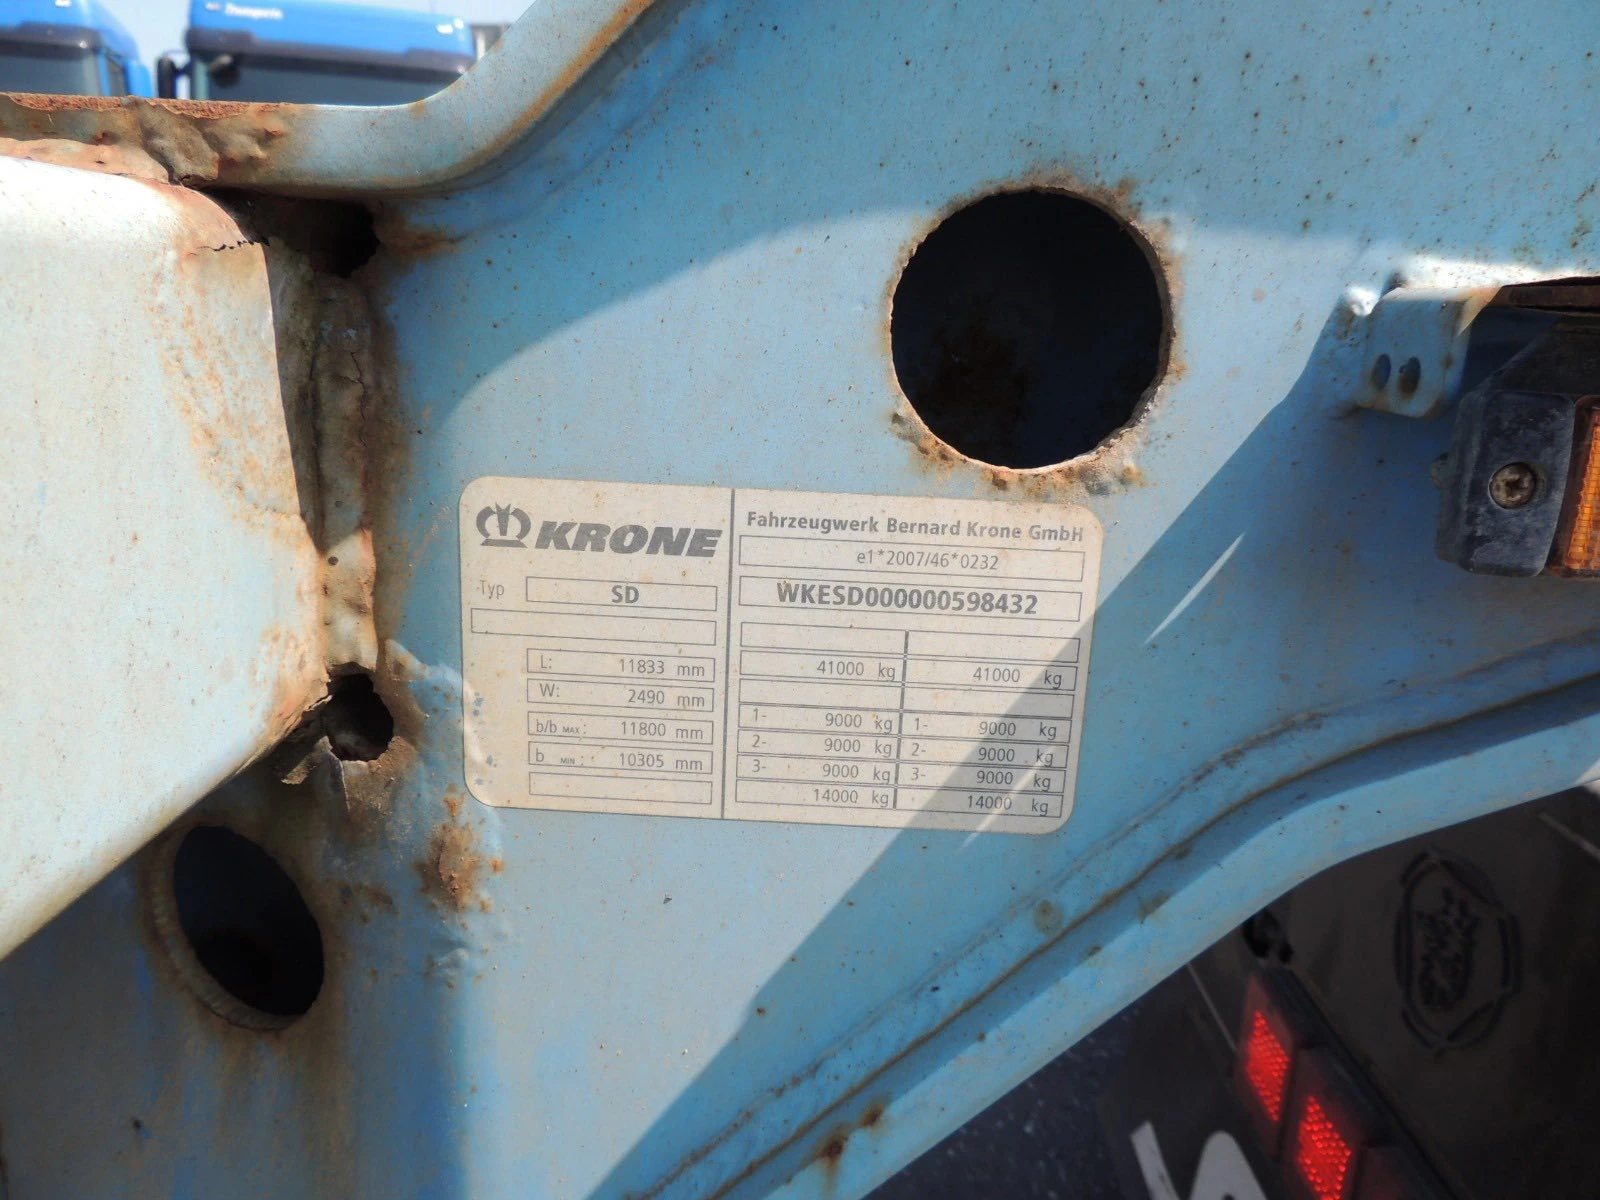 Transports
KRONE
Typ SD
L: 11833 mm
W: 2490 mm
b/b MAX: 11800 mm
b MIN: 10305 mm
Fahrzeugwerk Bernard Krone GmbH
e1*2007/46*0232
WKESD000000598432
41000 kg 41000 kg
1- 9000 kg 1- 9000 kg
2- 9000 kg 2- 9000 kg
3- 9000 kg 3- 9000 kg
14000 kg 14000 kg